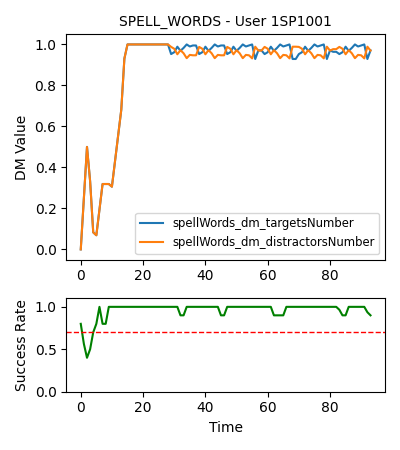 SPELL_WORDS - User 1SP1001
DM Value
1.0
0.8
0.6
0.4
0.2
0.0
spellWords_dm_targetsNumber
spellWords_dm_distractorsNumber
0 20 40 60 80
Success Rate
1.0
0.5
0.0
0 20 40 60 80
Time